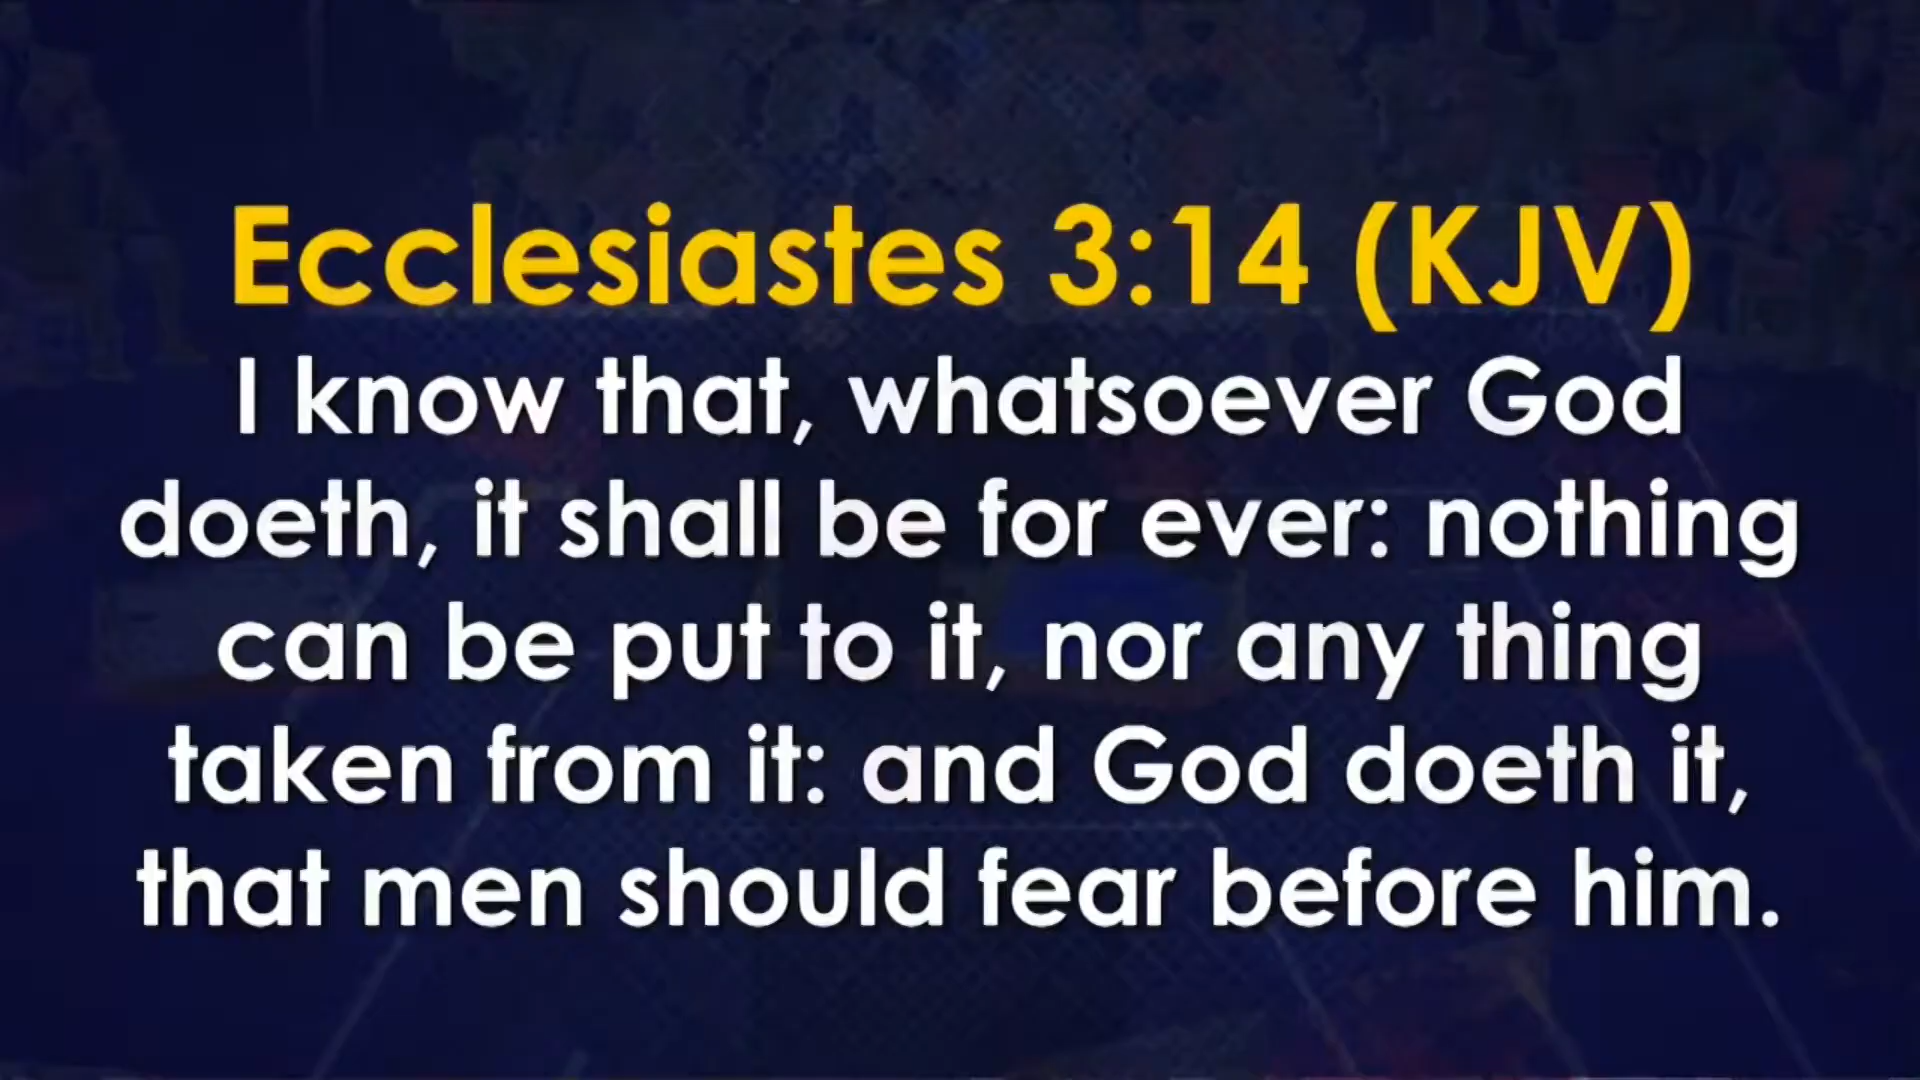 Ecclesiastes 3:14 (KJV)
I know that, whatsoever God
doeth, it shall be for ever: nothing
can be put to it, nor any thing
taken from it: and God doeth it,
that men should fear before him.